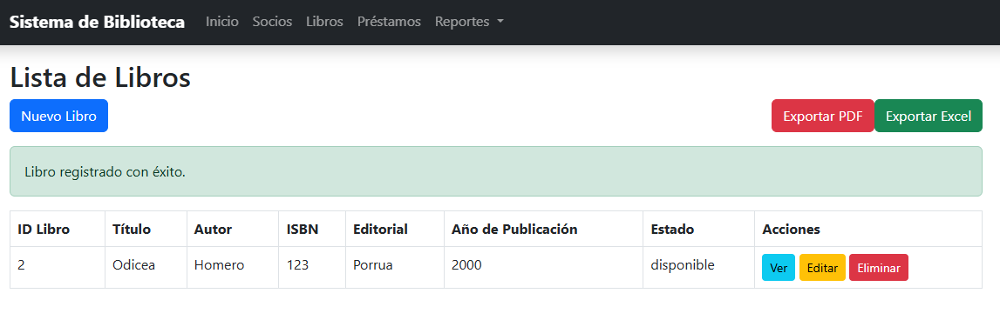 Sistema de Biblioteca Inicio Socios Libros Préstamos Reportes
Lista de Libros
Nuevo Libro Exportar PDF Exportar Excel
Libro registrado con éxito.
ID Libro Título Autor ISBN Editorial Año de Publicación Estado Acciones
2 Odicea Homero 123 Porrua 2000 disponible Ver Editar Eliminar